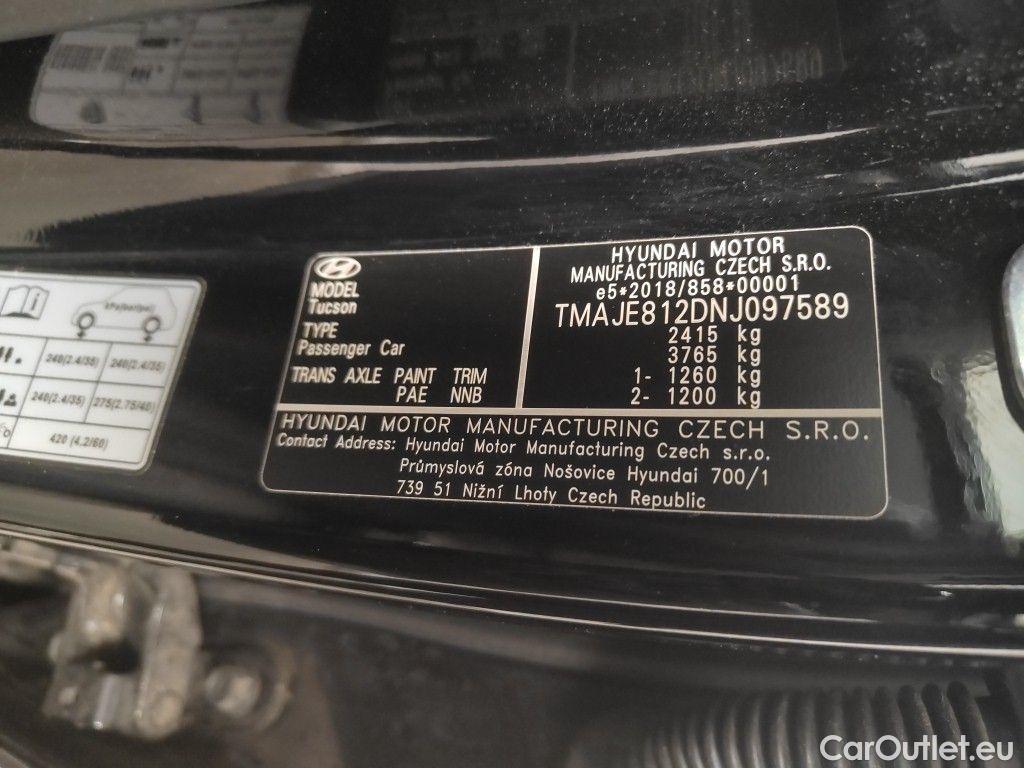 HYUNDAI MOTOR
MANUFACTURING CZECH S.R.O.
e5*2018/858*00001
TMAJE812DNJ097589
2415 kg
3765 kg
1- 1260 kg
2- 1200 kg
MODEL
Tucson
TYPE
Passenger Car
TRANS AXLE PAINT TRIM
PAE NNB
HYUNDAI MOTOR MANUFACTURING CZECH S.R.O.
Contact Address: Hyundai Motor Manufacturing Czech s.r.o.
Průmyslová zóna Nošovice Hyundai 700/1
739 51 Nižní Lhoty Czech Republic
kPa(bar/psi)
240(2.4/35) 240(2.4/35)
240(2.4/35) 275(2.75/40)
420 (4.2/60)
CarOutlet.eu